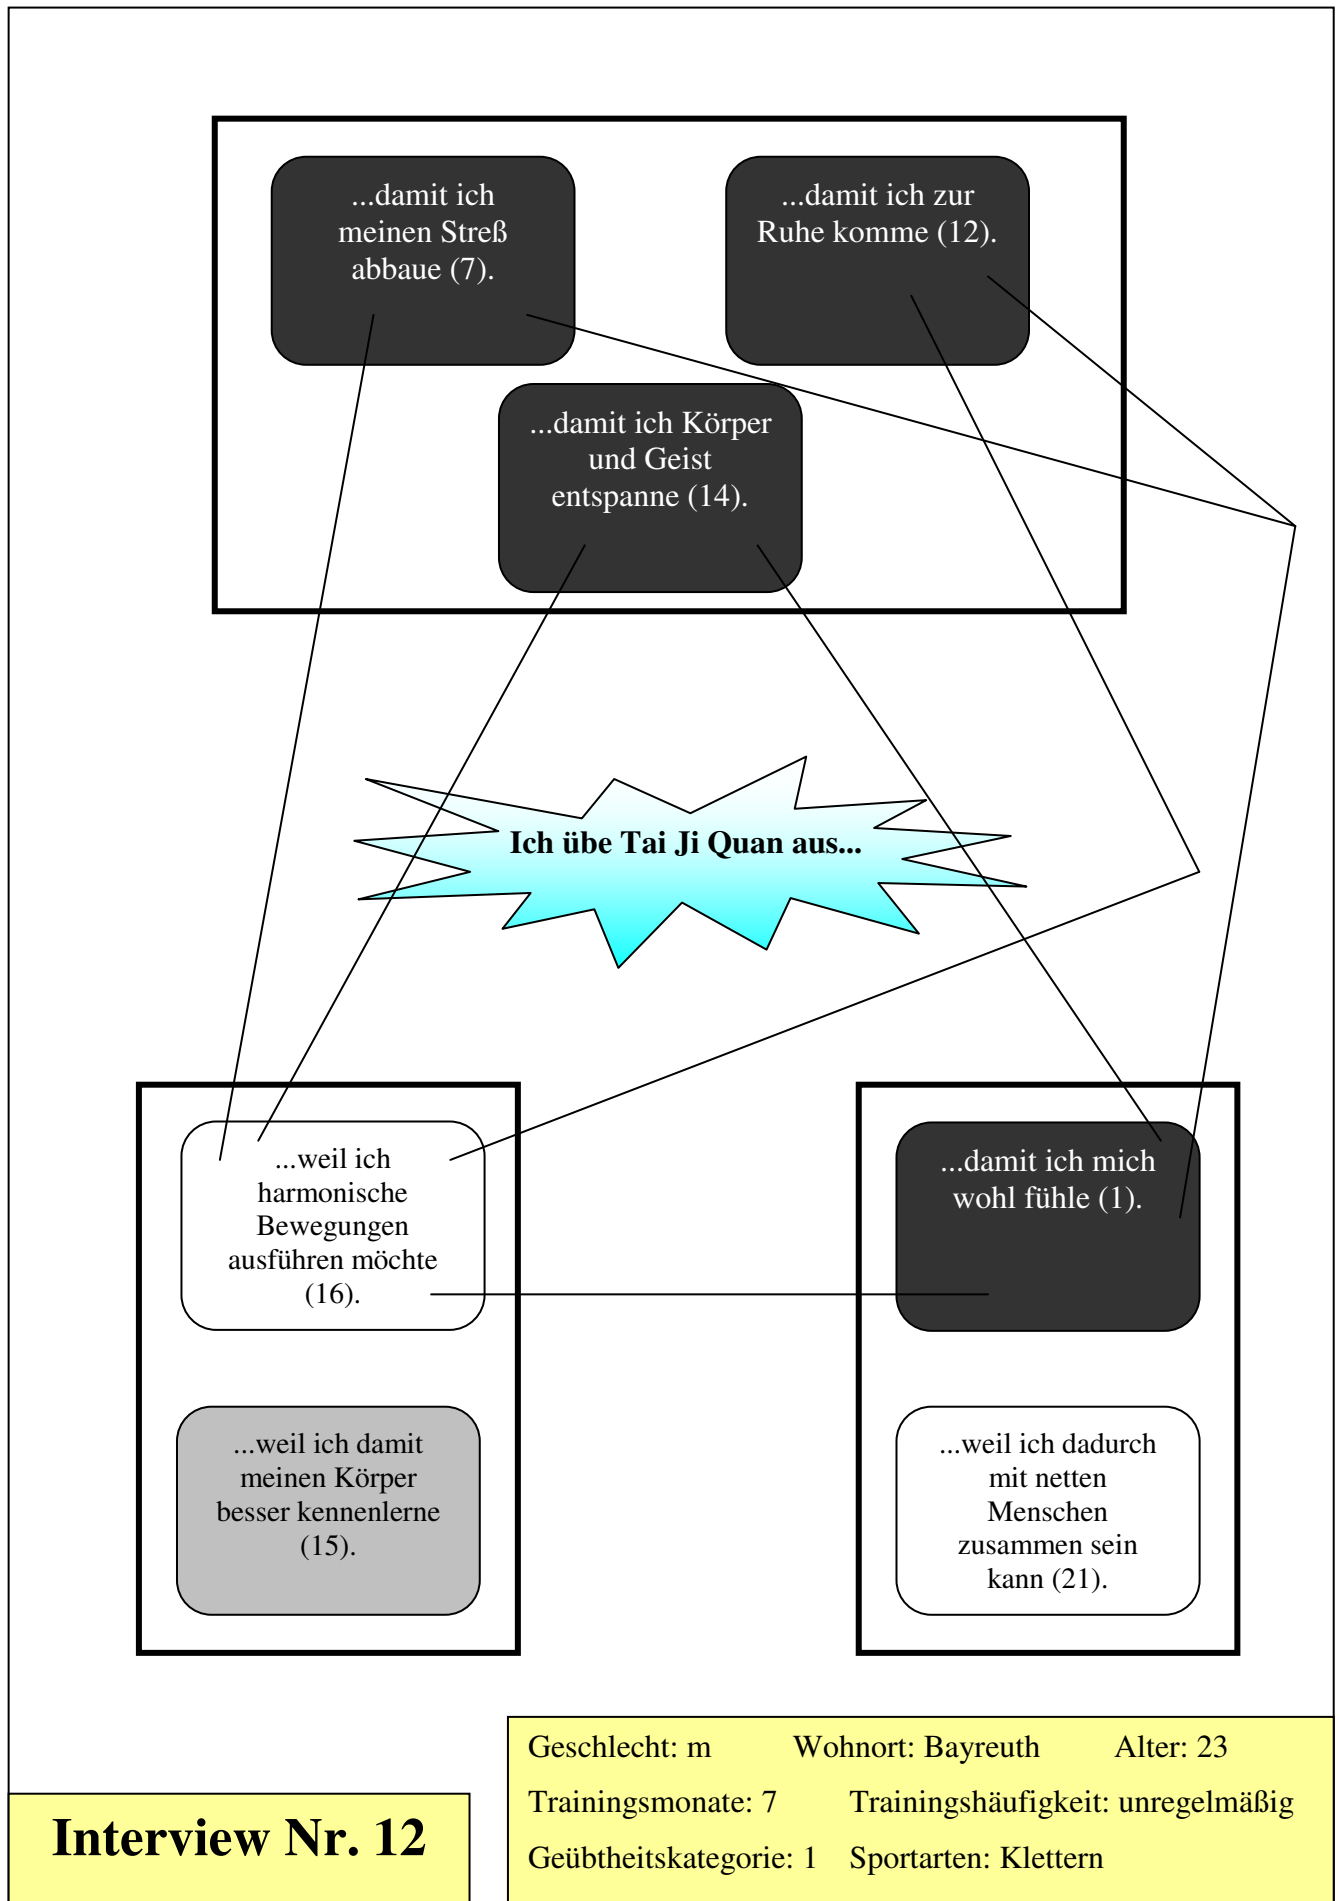 ...damit ich
meinen Streß
abbaue (7).
...damit ich zur
Ruhe komme (12).
...damit ich Körper
und Geist
entspanne (14).
Ich übe Tai Ji Quan aus...
...weil ich
harmonische
Bewegungen
ausführen möchte
(16).
...damit ich mich
wohl fühle (1).
...weil ich damit
meinen Körper
besser kennenlerne
(15).
...weil ich dadurch
mit netten
Menschen
zusammen sein
kann (21).
Interview Nr. 12
Geschlecht: m Wohnort: Bayreuth Alter: 23
Trainingsmonate: 7 Trainingshäufigkeit: unregelmäßig
Geübtheitskategorie: 1 Sportarten: Klettern